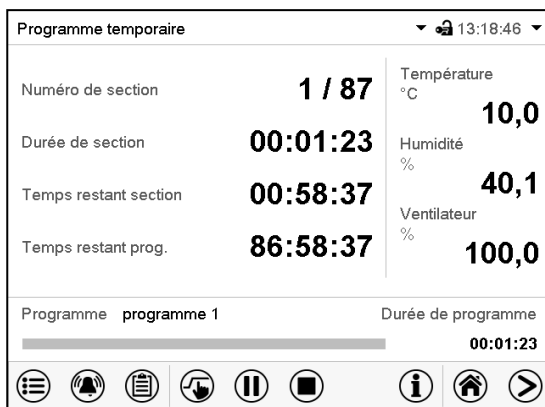 Programme temporaire 13:18:46
Numéro de section 1 / 87
Durée de section 00:01:23
Temps restant section 00:58:37
Temps restant prog. 86:58:37
Température
°C
10,0
Humidité
%
40,1
Ventilateur
%
100,0
Programme programme 1
Durée de programme
00:01:23